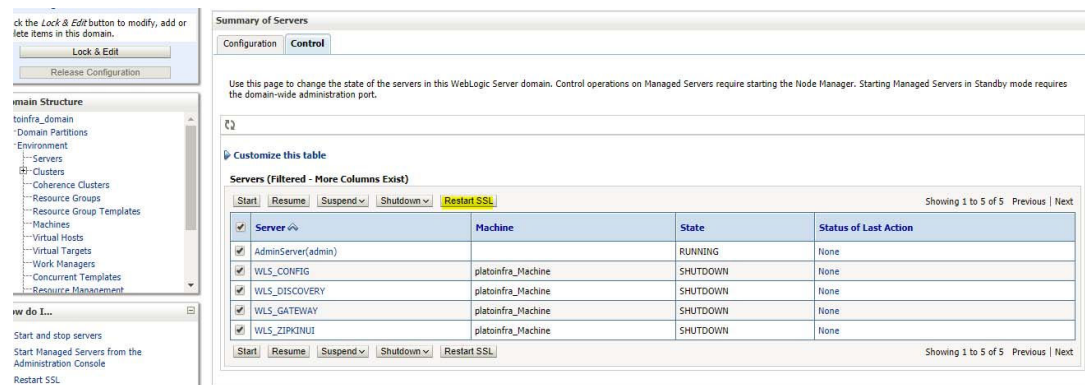 ck the Lock & Edit button to modify, add or
lete items in this domain.
Lock & Edit
Release Configuration
main Structure
toinfra_domain
Domain Partitions
Environment
Servers
Clusters
Coherence Clusters
Resource Groups
Resource Group Templates
Machines
Virtual Hosts
Virtual Targets
Work Managers
Concurrent Templates
Resource Management
ow do I...
Start and stop servers
Start Managed Servers from the
Administration Console
Restart SSL
Summary of Servers
Configuration Control
Use this page to change the state of the servers in this WebLogic Server domain. Control operations on Managed Servers require starting the Node Manager. Starting Managed Servers in Standby mode requires
the domain-wide administration port.
Customize this table
Servers (Filtered - More Columns Exist)
Start Resume Suspend Shutdown Restart SSL Showing 1 to 5 of 5 Previous | Next
Server Machine State Status of Last Action
AdminServer(admin) RUNNING None
WLS_CONFIG platoinfra_Machine SHUTDOWN None
WLS_DISCOVERY platoinfra_Machine SHUTDOWN None
WLS_GATEWAY platoinfra_Machine SHUTDOWN None
WLS_ZIPKINUI platoinfra_Machine SHUTDOWN None
Start Resume Suspend Shutdown Restart SSL Showing 1 to 5 of 5 Previous | Next